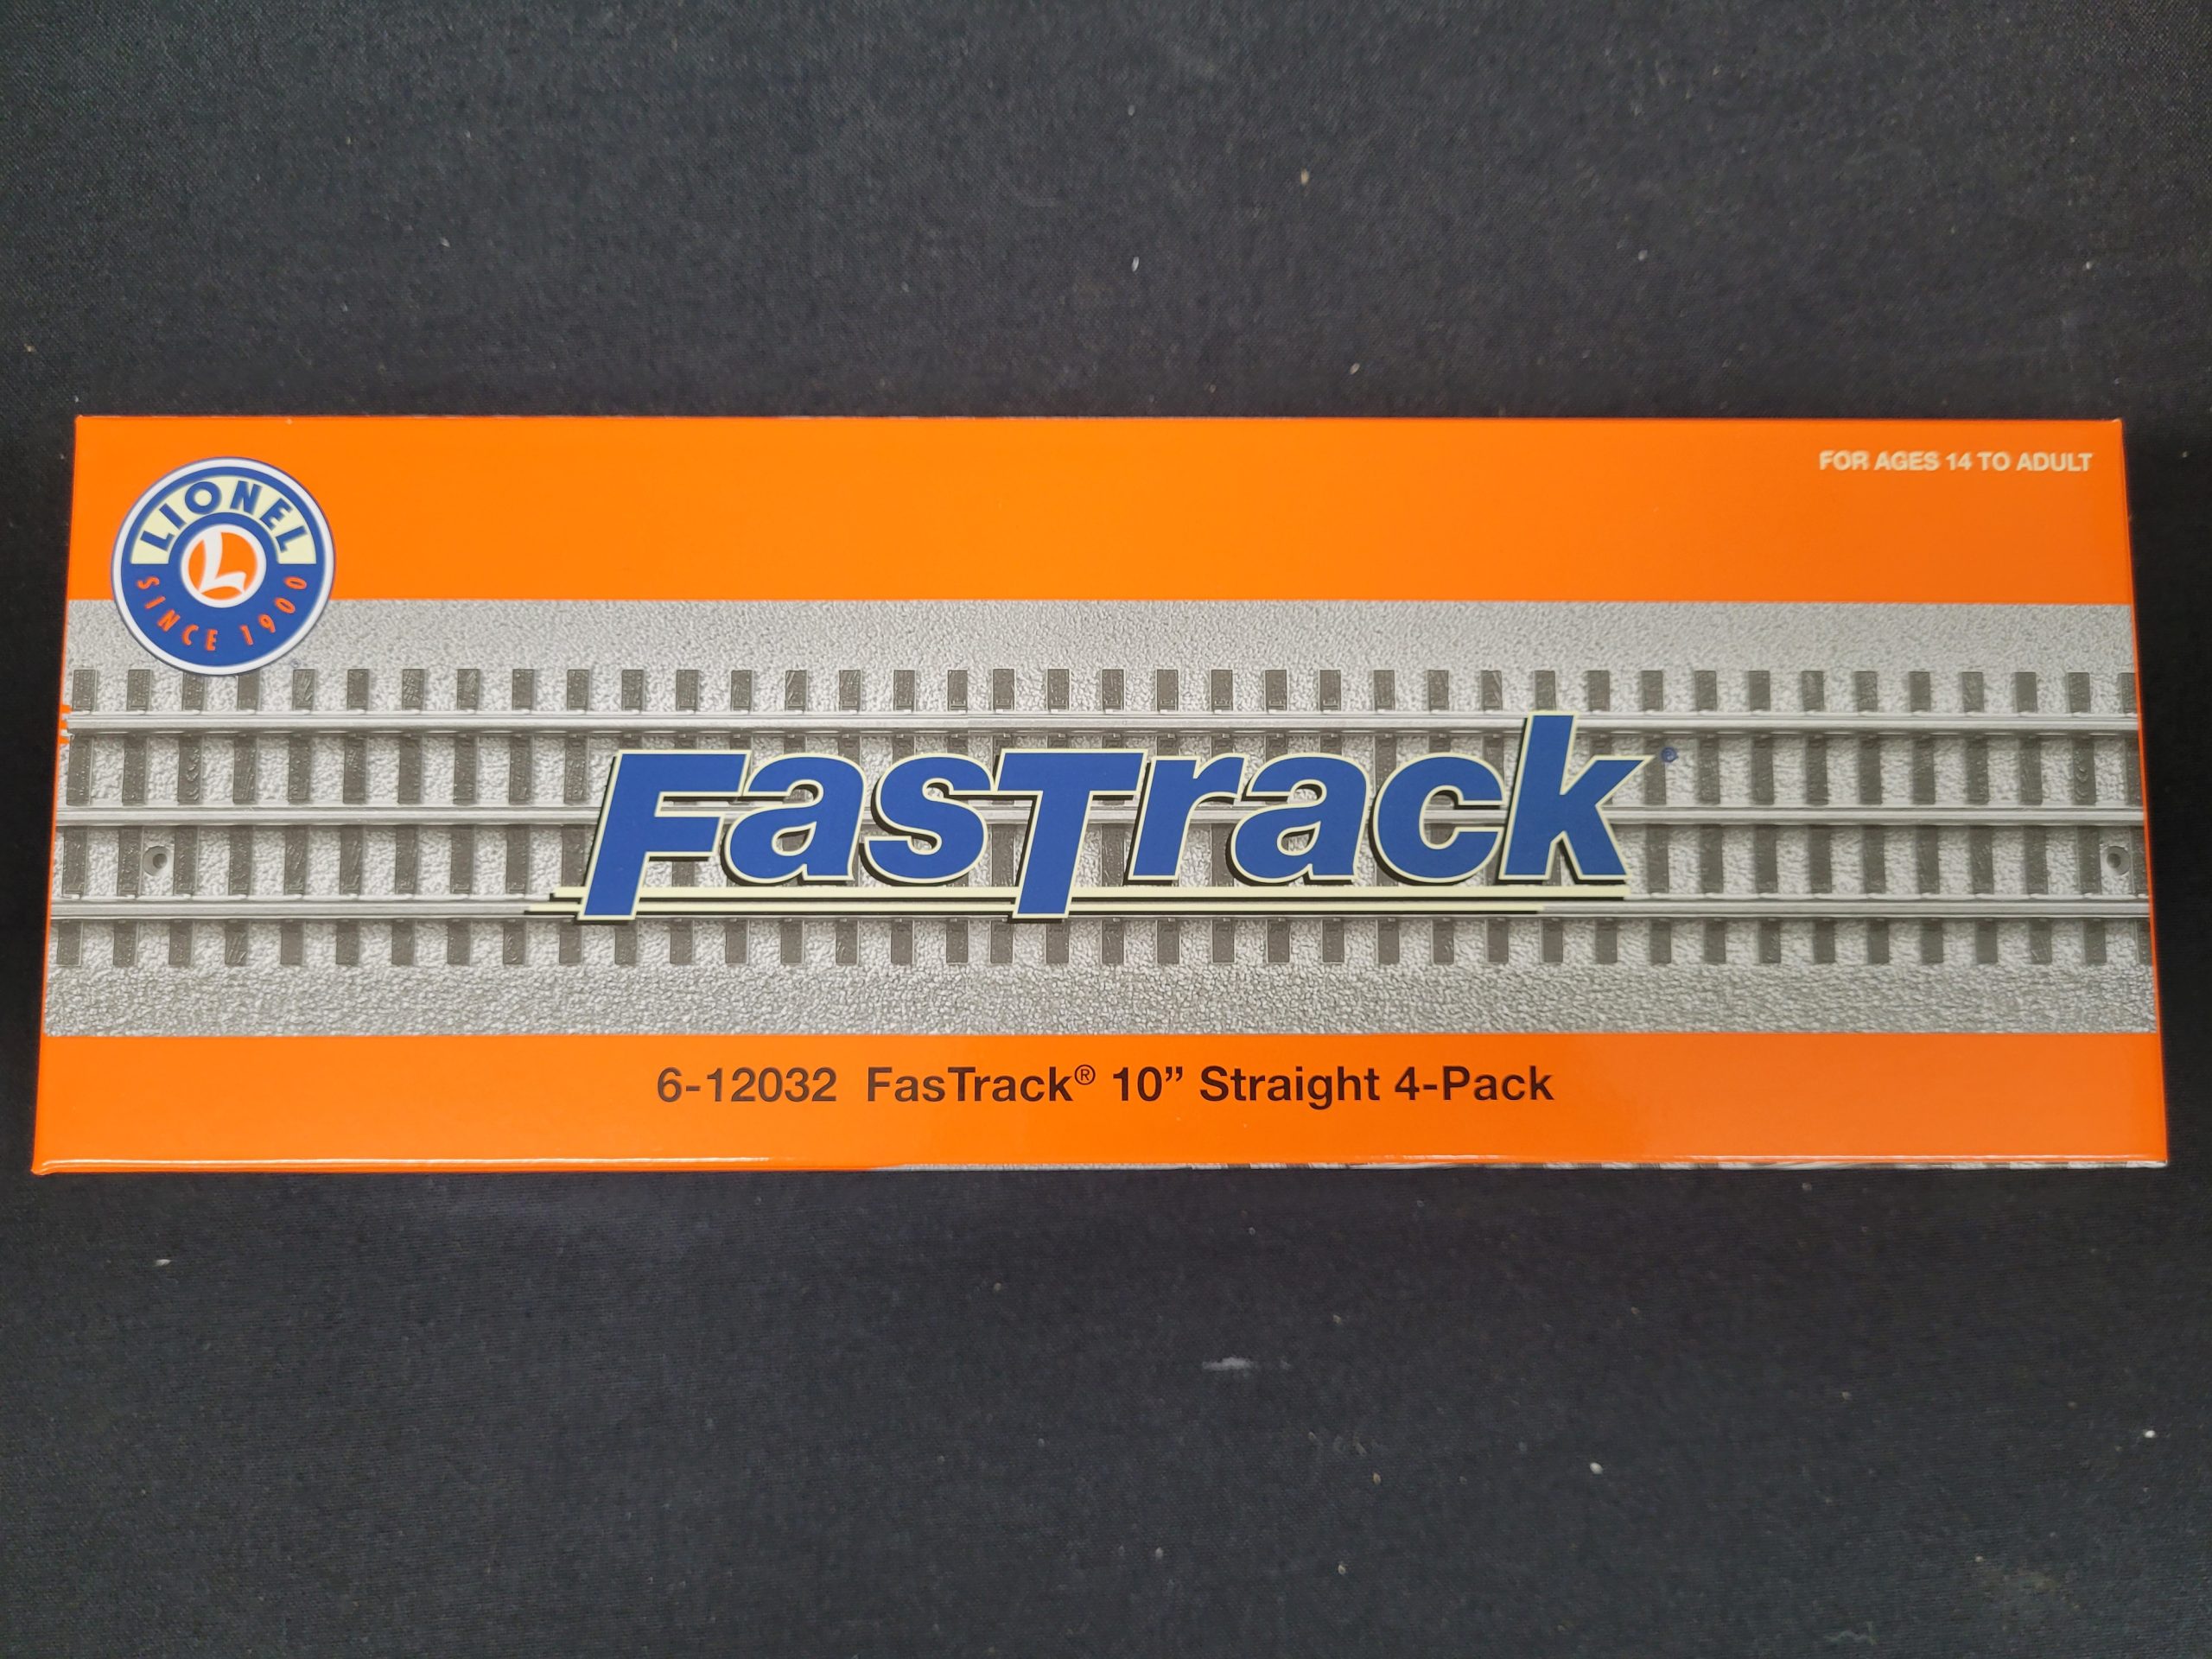 FOR AGES 14 TO ADULT
LIONEL
L
SINCE 1900
FasTrack®
6-12032 FasTrack® 10” Straight 4-Pack